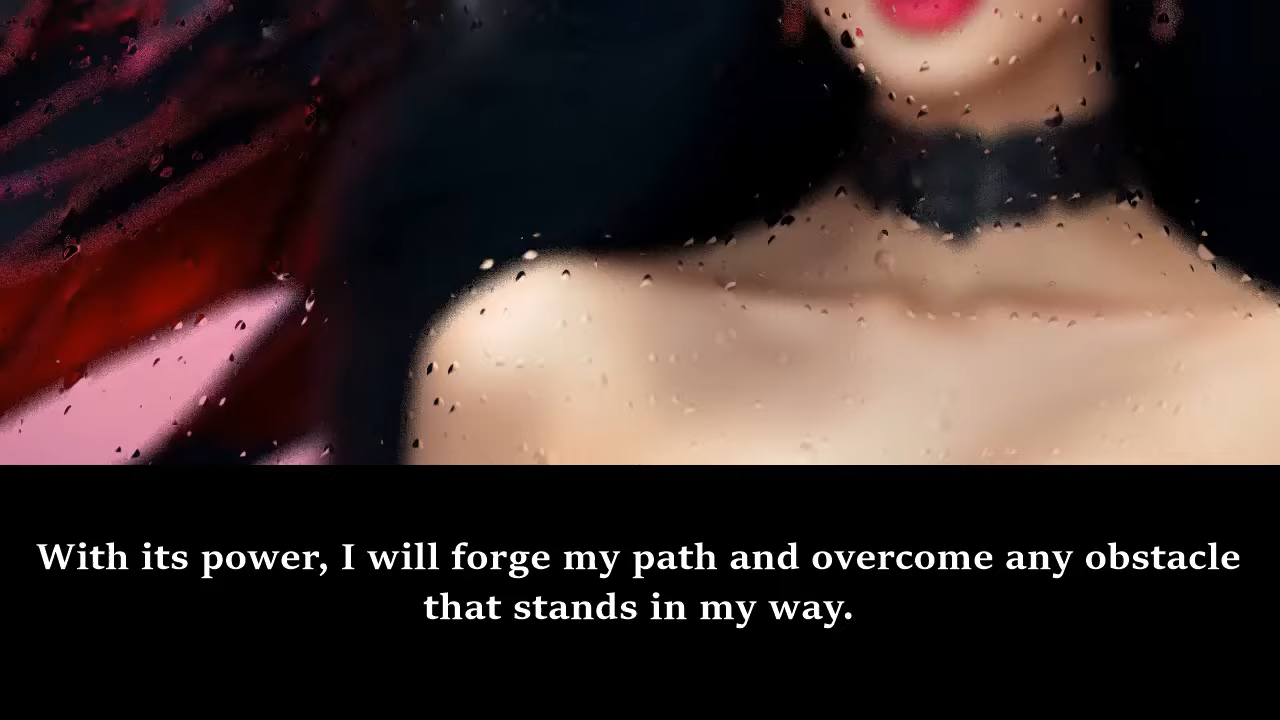 With its power, I will forge my path and overcome any obstacle
that stands in my way.